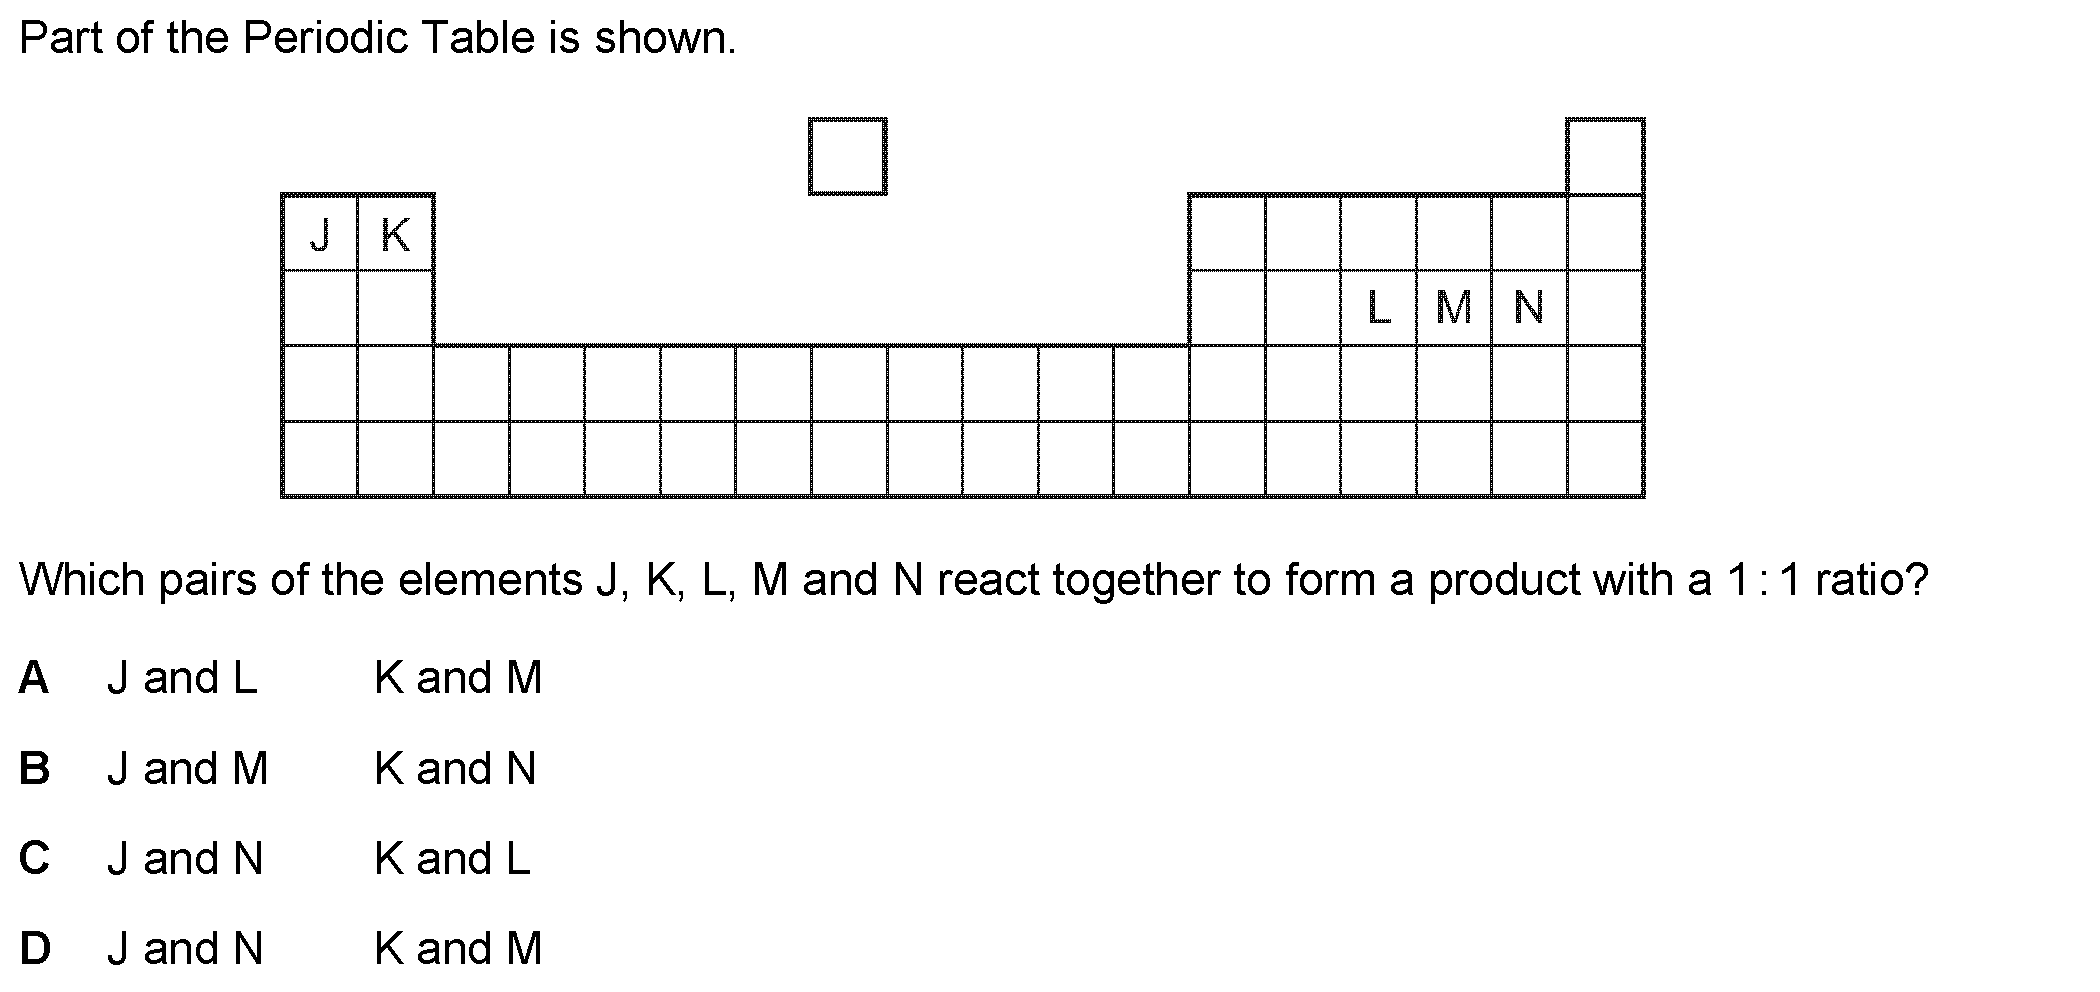 Part of the Periodic Table is shown.
J K
L M N
Which pairs of the elements J, K, L, M and N react together to form a product with a 1 : 1 ratio?
A J and L K and M
B J and M K and N
C J and N K and L
D J and N K and M